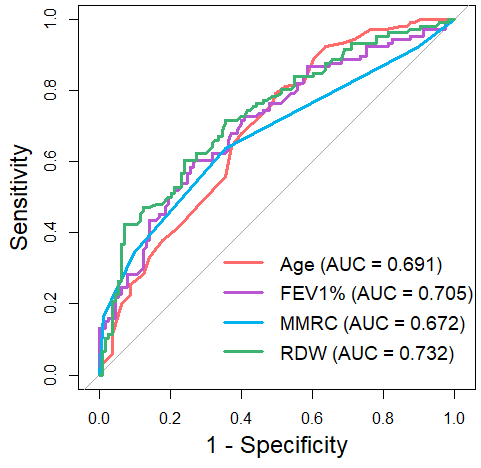 1.0
0.8
0.6
0.4
0.2
0.0
Sensitivity
Age (AUC = 0.691)
FEV1% (AUC = 0.705)
MMRC (AUC = 0.672)
RDW (AUC = 0.732)
0.0 0.2 0.4 0.6 0.8 1.0
1 - Specificity